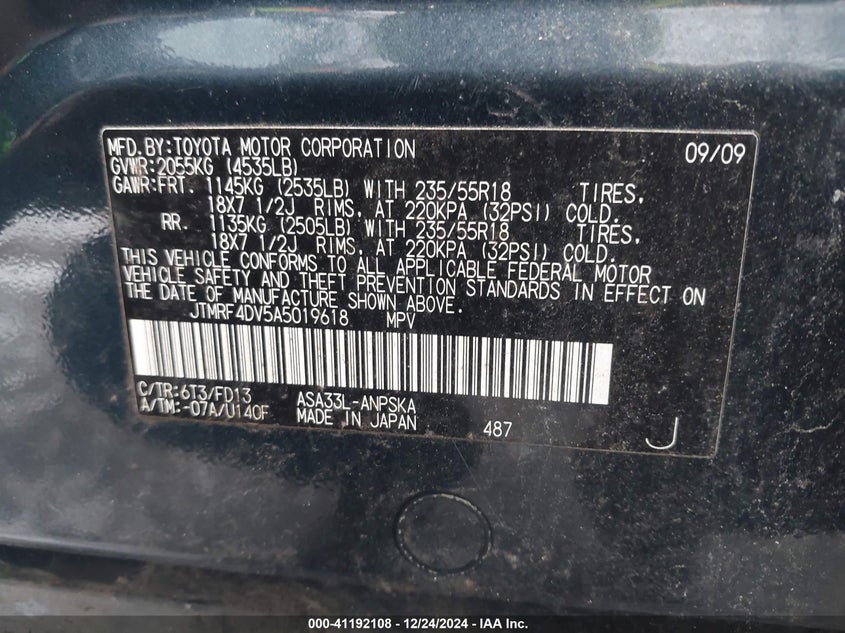 MFD.BY:TOYOTA MOTOR CORPORATION 09/09
GVWR:2055KG (4535LB)
GAWR:FRT. 1145KG (2535LB) WITH 235/55R18 TIRES,
18X7 1/2J RIMS, AT 220KPA (32PSI) COLD.
RR. 1135KG (2505LB) WITH 235/55R18 TIRES,
18X7 1/2J RIMS, AT 220KPA (32PSI) COLD.
THIS VEHICLE CONFORMS TO ALL APPLICABLE FEDERAL MOTOR
VEHICLE SAFETY AND THEFT PREVENTION STANDARDS IN EFFECT ON
THE DATE OF MANUFACTURE SHOWN ABOVE.
JTMRF4DV5A5019618 MPV
C/TR:6T3/FD13 ASA33L-ANPSKA
A/TM:-07A/U140F MADE IN JAPAN 487 J
000-41192108 - 12/24/2024 - IAA Inc.